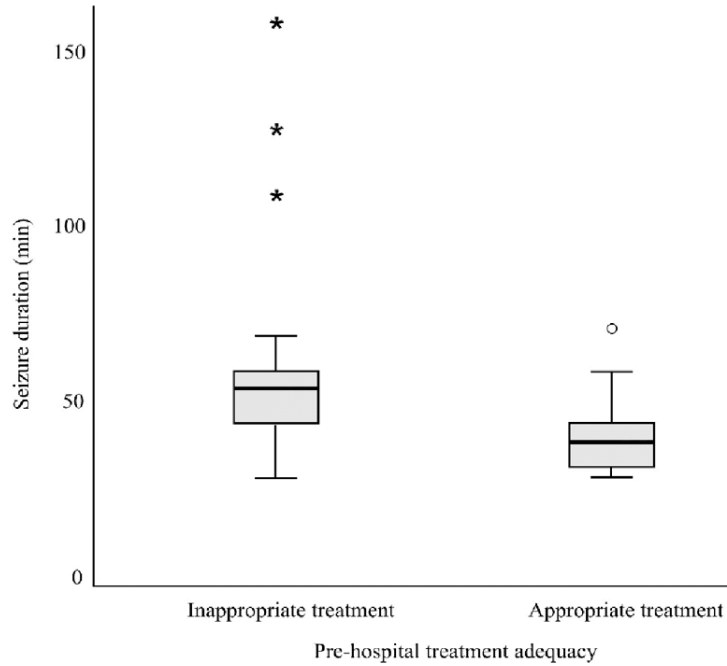 150
100
50
0
Seizure duration (min)
Inappropriate treatment
Appropriate treatment
Pre-hospital treatment adequacy